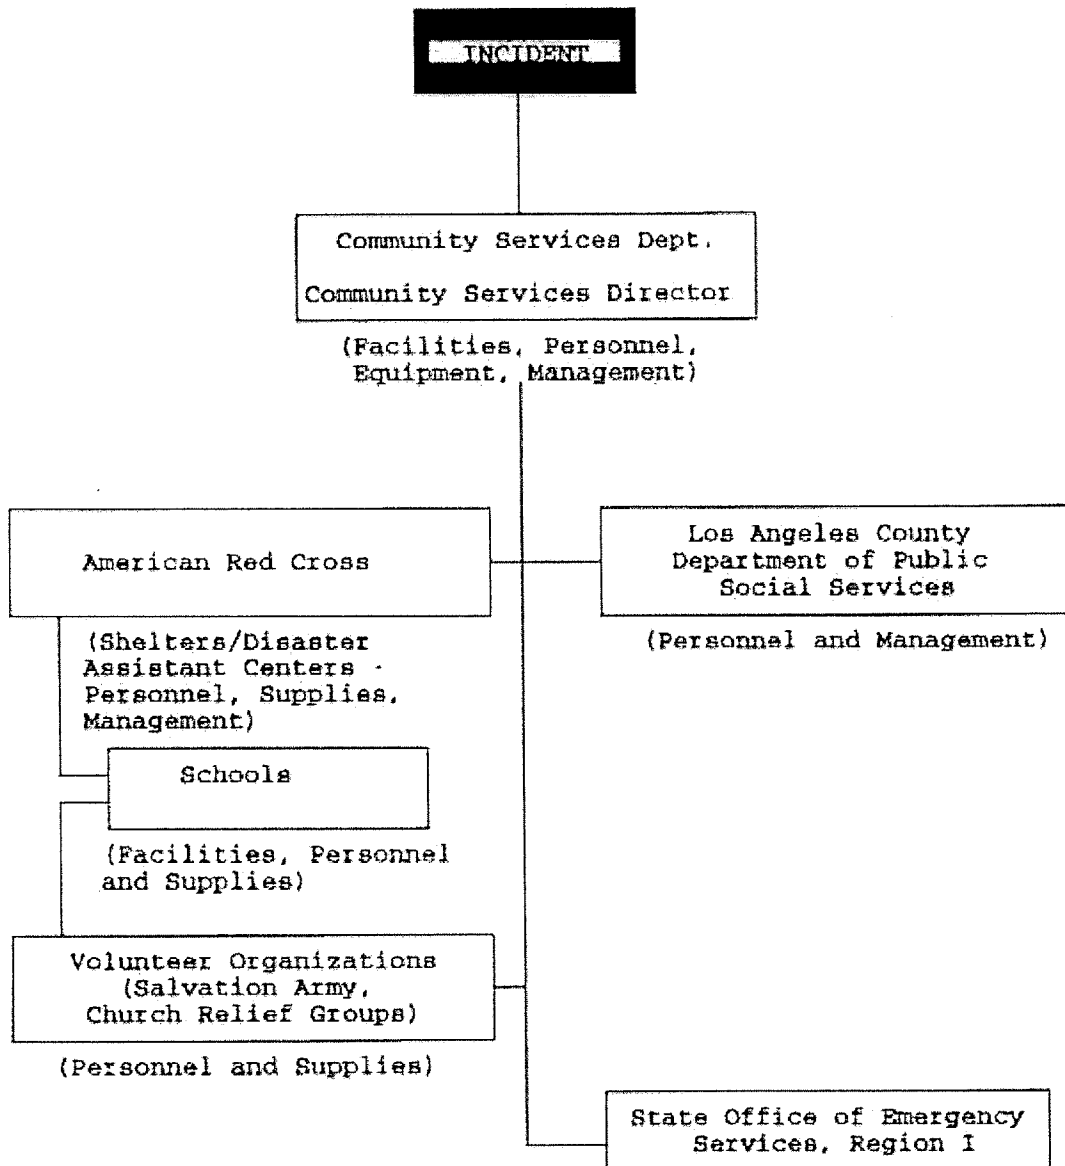 INCIDENT
Community Services Dept.
Community Services Director
(Facilities, Personnel,
Equipment, Management)
American Red Cross
Los Angeles County
Department of Public
Social Services
(Shelters/Disaster
Assistant Centers -
Personnel, Supplies,
Management)
(Personnel and Management)
Schools
(Facilities, Personnel
and Supplies)
Volunteer Organizations
(Salvation Army,
Church Relief Groups)
(Personnel and Supplies)
State Office of Emergency
Services, Region I